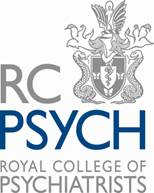 RC
PSYCH
ROYAL COLLEGE OF
PSYCHIATRISTS